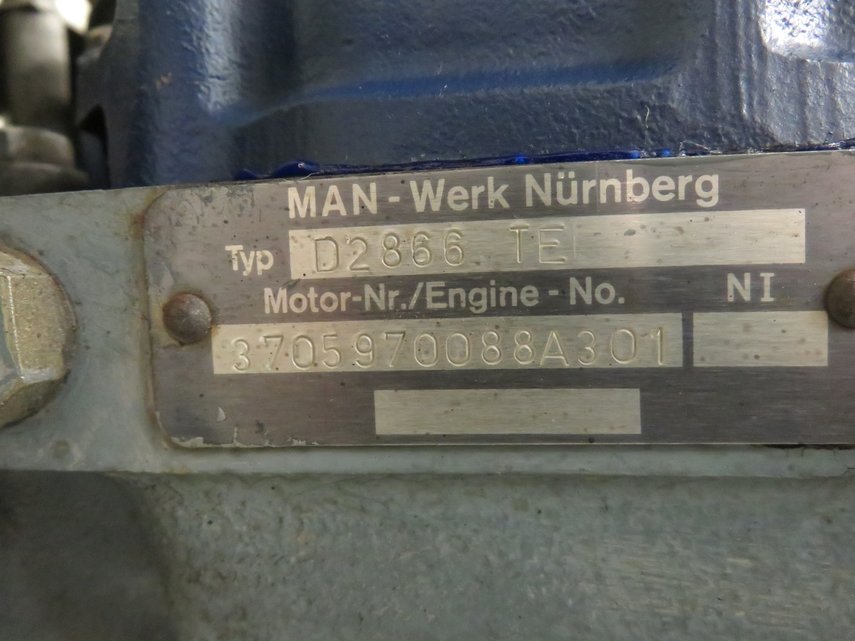 MAN - Werk Nürnberg
Typ D2866 TE
Motor-Nr./Engine - No. NI
3705970088A301